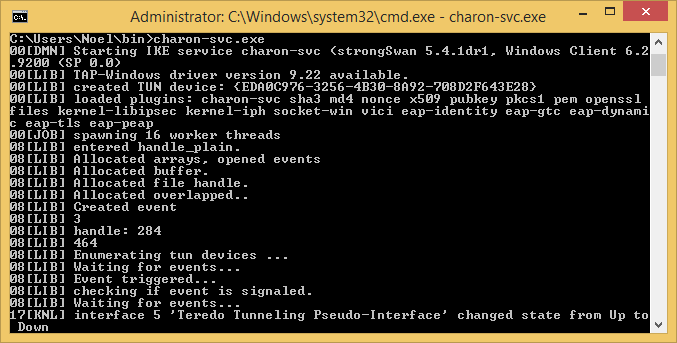 Administrator: C:\Windows\system32\cmd.exe - charon-svc.exe
C:\Users\Noel\bin>charon-svc.exe
00[DMN] Starting IKE service charon-svc (strongSwan 5.4.1dr1, Windows Client 6.2
.9200 (SP 0.0)
00[LIB] TAP-Windows driver version 9.22 available.
00[LIB] created TUN device: {EDA0C976-3256-4B30-8A92-708D2F643E28}
00[LIB] loaded plugins: charon-svc sha3 md4 nonce x509 pubkey pkcs1 pem openssl
files kernel-libipsec kernel-iph socket-win vici eap-identity eap-gtc eap-dynami
c eap-tls eap-peap
00[JOB] spawning 16 worker threads
08[LIB] entered handle_plain.
08[LIB] Allocated arrays, opened events
08[LIB] Allocated buffer.
08[LIB] Allocated file handle.
08[LIB] Allocated overlapped..
08[LIB] Created event
08[LIB] 3
08[LIB] handle: 284
08[LIB] 464
08[LIB] Enumerating tun devices ...
08[LIB] Waiting for events...
08[LIB] Event triggered...
08[LIB] checking if event is signaled.
08[LIB] Waiting for events...
17[KNL] interface 5 'Teredo Tunneling Pseudo-Interface' changed state from Up to
 Down